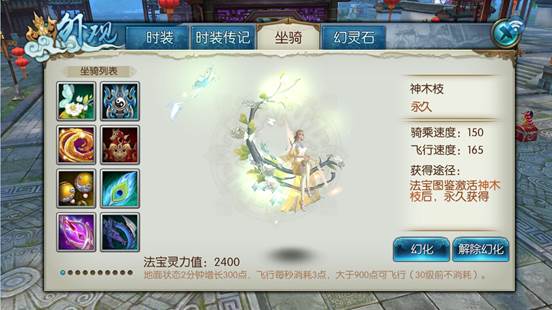 外观
时装
时装传记
坐骑
幻灵石
坐骑列表
神木枝
永久
骑乘速度：150
飞行速度：165
获得途径：
法宝图鉴激活神木
枝后，永久获得
幻化
解除幻化
法宝灵力值：2400
地面状态2分钟增长300点，飞行每秒消耗3点，大于900点可飞行（30级前不消耗）。